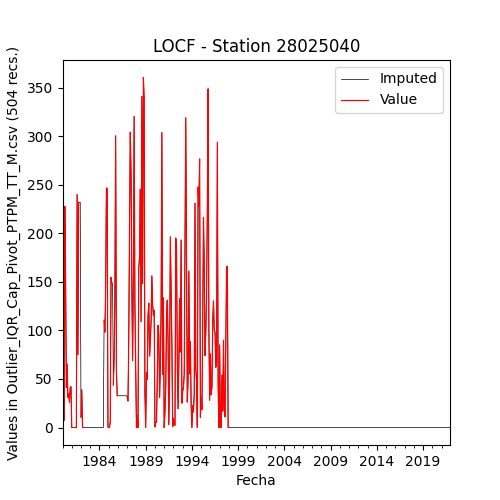 LOCF - Station 28025040
Values in Outlier_IQR_Cap_Pivot_PTPM_TT_M.csv (504 recs.)
350
300
250
200
150
100
50
0
Imputed
Value
1984 1989 1994 1999 2004 2009 2014 2019
Fecha